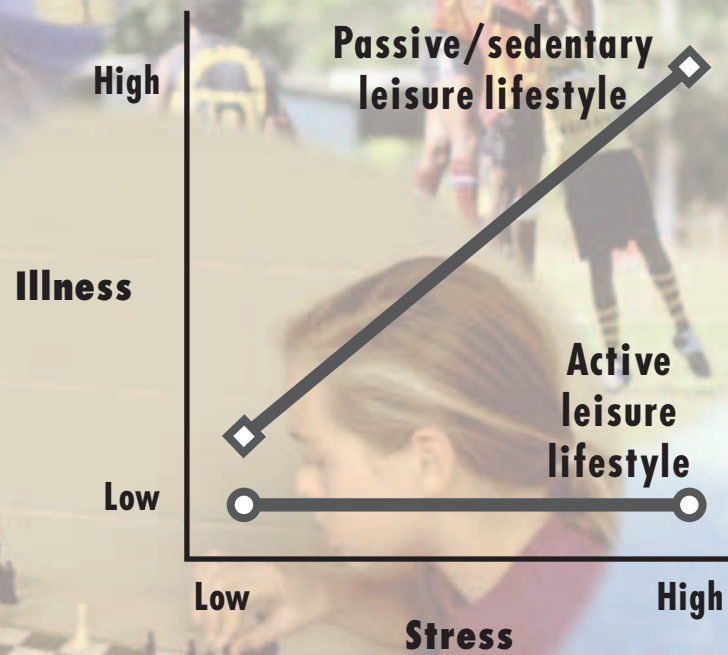 Passive/sedentary
leisure lifestyle
High
Illness
Active
leisure
lifestyle
Low
Low
High
Stress